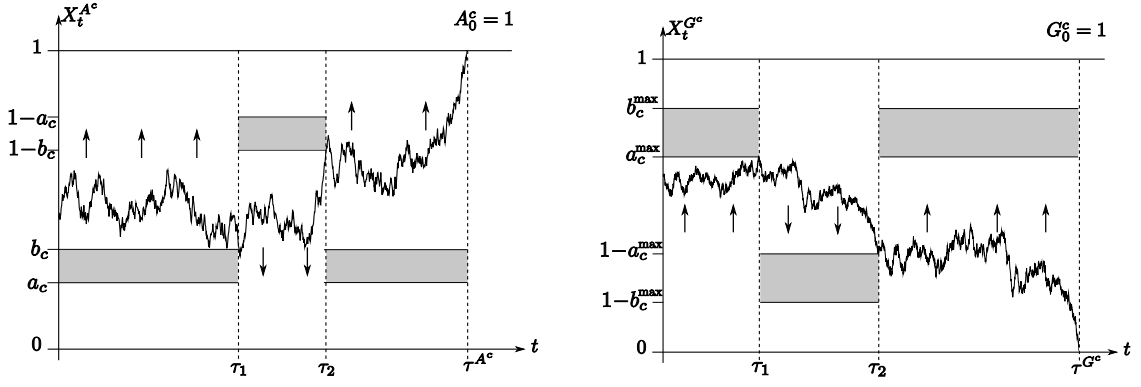 X_t^{A^c}
A_0^c = 1
1
1-a_c
1-b_c
b_c
a_c
0
τ_1
τ_2
τ^{A^c}
t
X_t^{G^c}
G_0^c = 1
1
b_c^{max}
a_c^{max}
1-a_c^{max}
1-b_c^{max}
0
τ_1
τ_2
τ^{G^c}
t